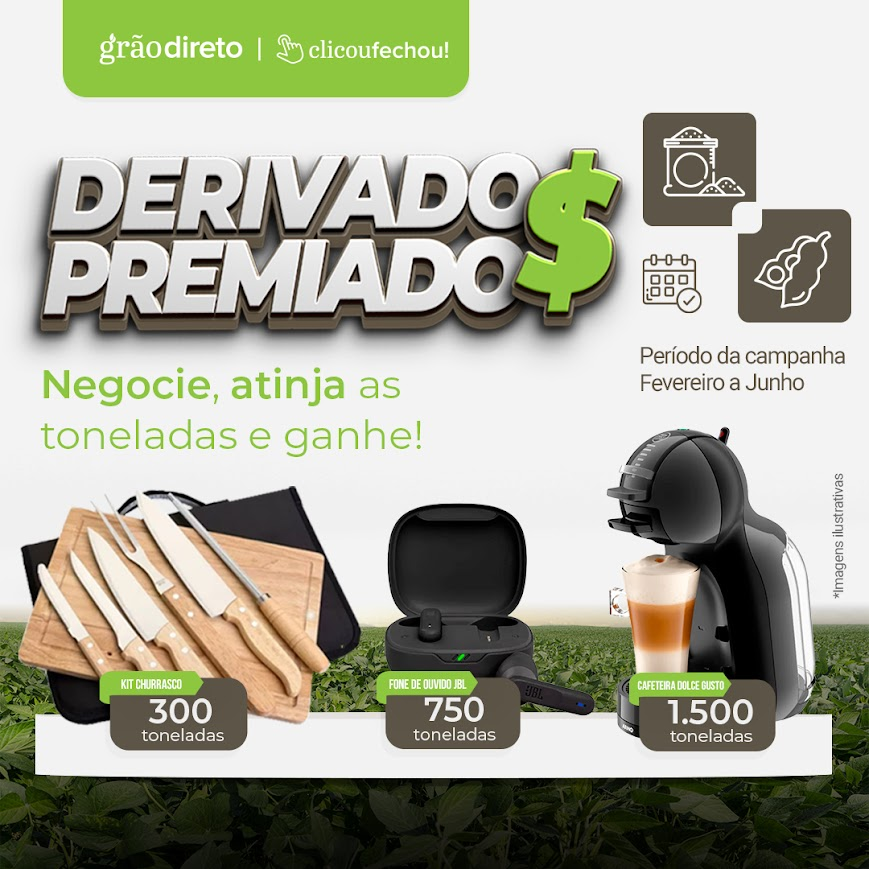 grãodireto | clicoufechou!
DERIVADO$
PREMIADO
Negocie, atinja as
toneladas e ganhe!
Período da campanha
Fevereiro a Junho
*Imagens ilustrativas
KIT CHURRASCO
300
toneladas
FONE DE OUVIDO JBL
750
toneladas
CAFETEIRA DOLCE GUSTO
1.500
toneladas
JBL